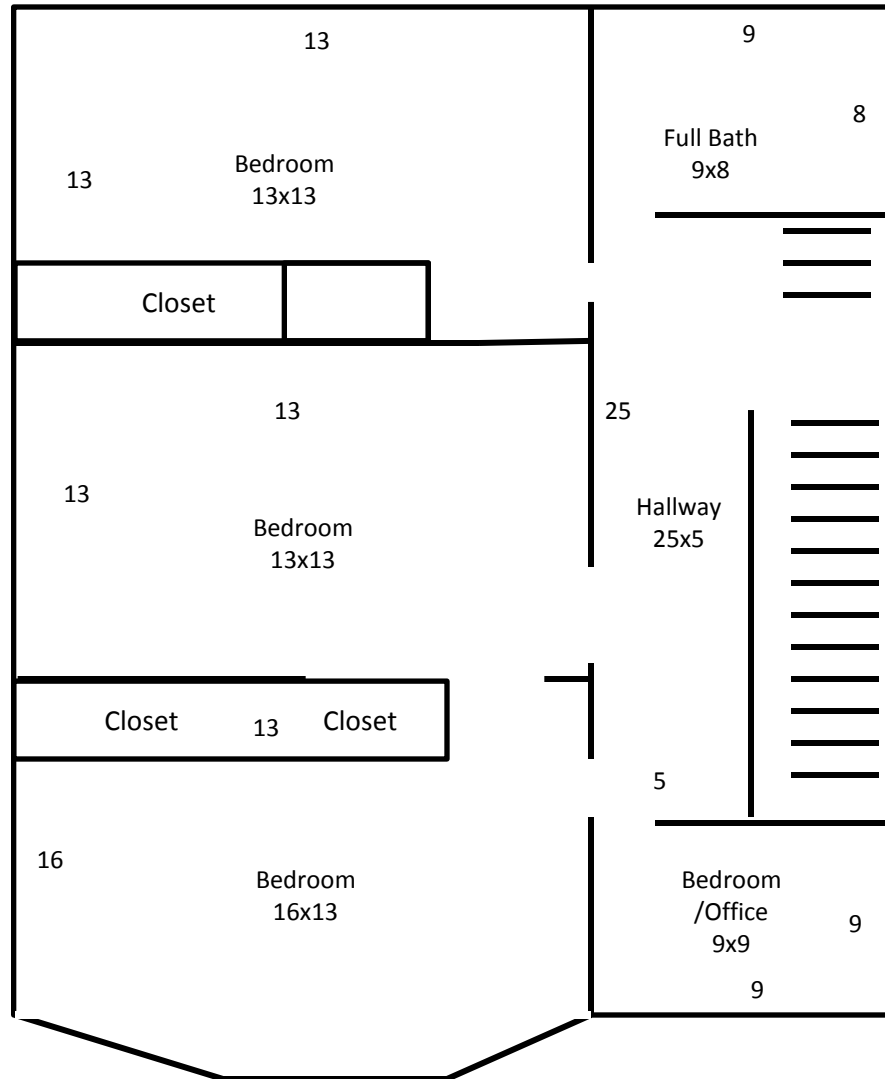 13
9
8
Full Bath
9x8
13
Bedroom
13x13
Closet
13
25
13
Hallway
25x5
Bedroom
13x13
Closet
13
Closet
5
16
Bedroom
16x13
Bedroom
/Office
9x9
9
9